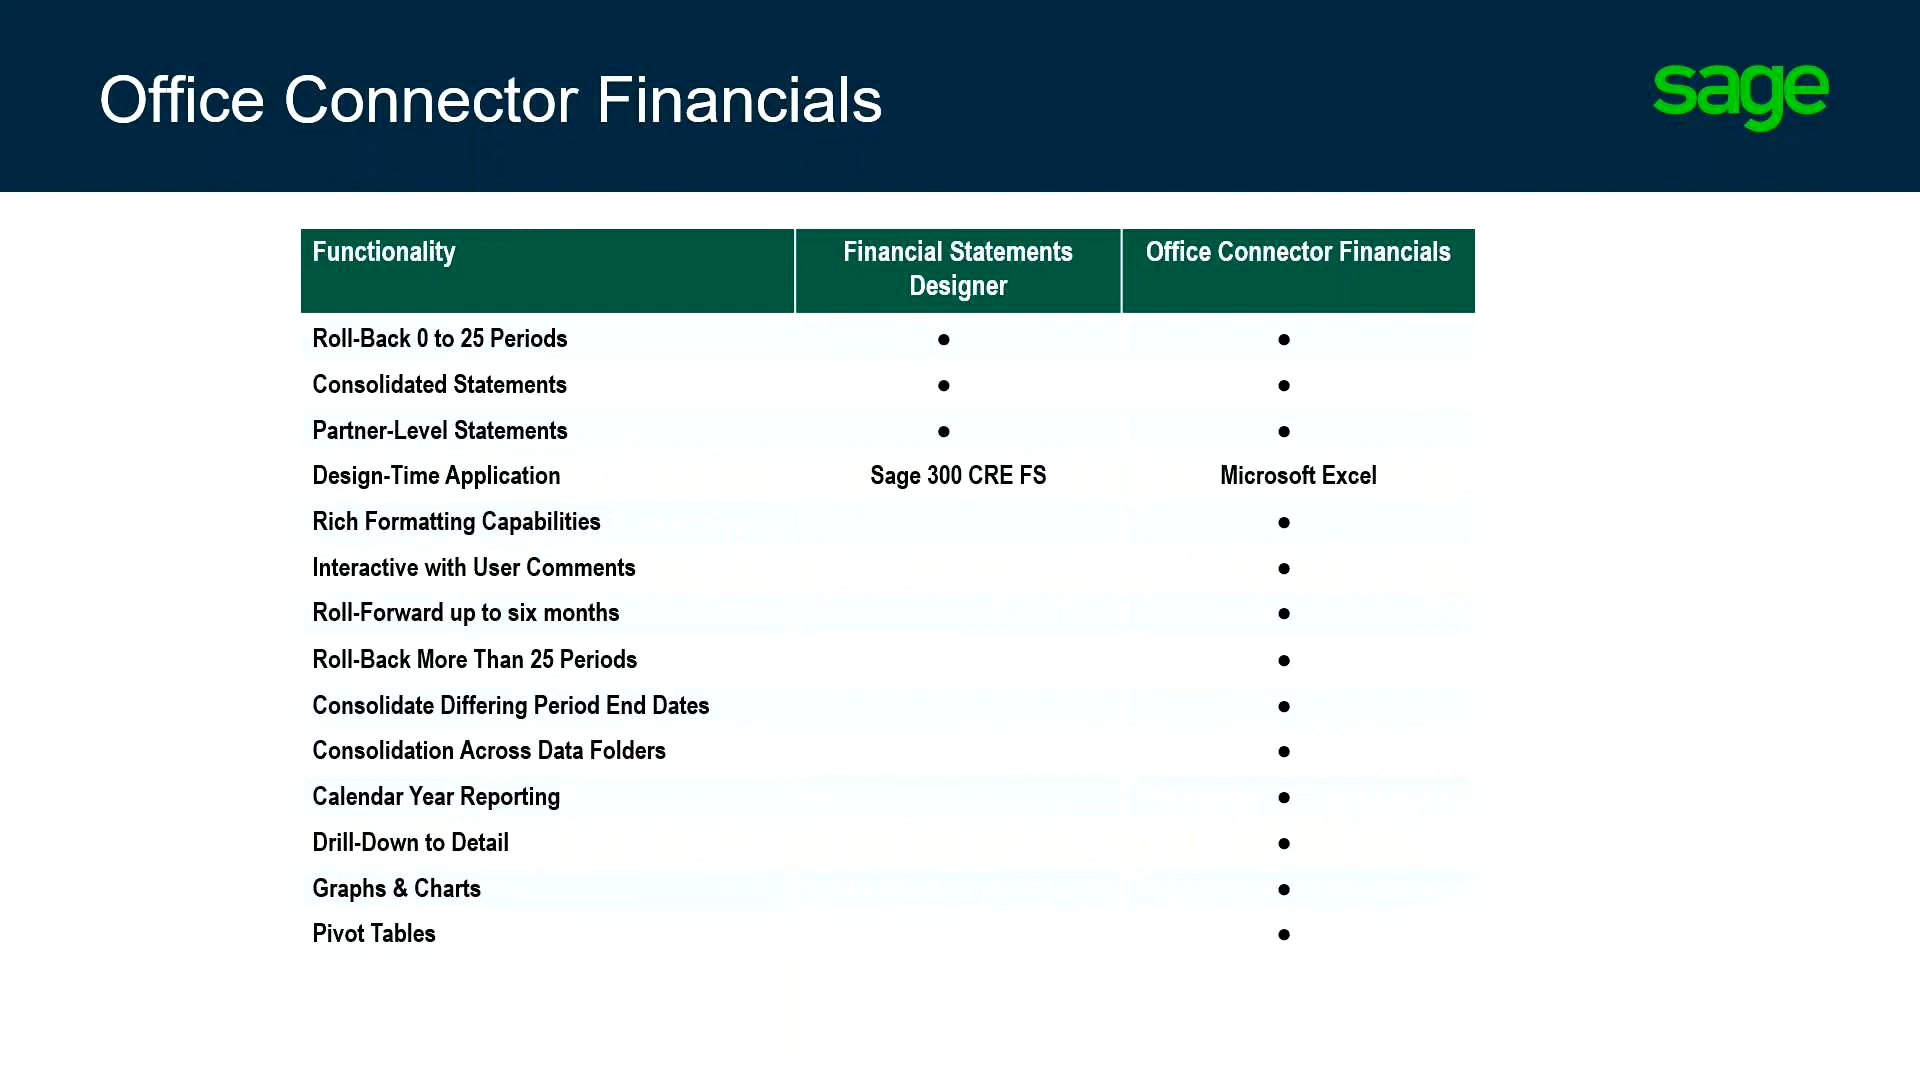 Office Connector Financials
sage
Functionality Financial Statements Designer Office Connector Financials
Roll-Back 0 to 25 Periods ● ●
Consolidated Statements ● ●
Partner-Level Statements ● ●
Design-Time Application Sage 300 CRE FS Microsoft Excel
Rich Formatting Capabilities ●
Interactive with User Comments ●
Roll-Forward up to six months ●
Roll-Back More Than 25 Periods ●
Consolidate Differing Period End Dates ●
Consolidation Across Data Folders ●
Calendar Year Reporting ●
Drill-Down to Detail ●
Graphs & Charts ●
Pivot Tables ●